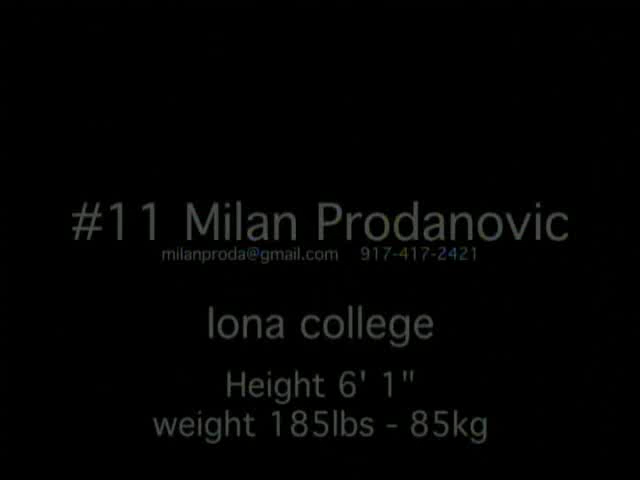 #11 Milan Prodanovic
milanproda@gmail.com 917-417-2421
Iona college
Height 6' 1"
weight 185lbs - 85kg